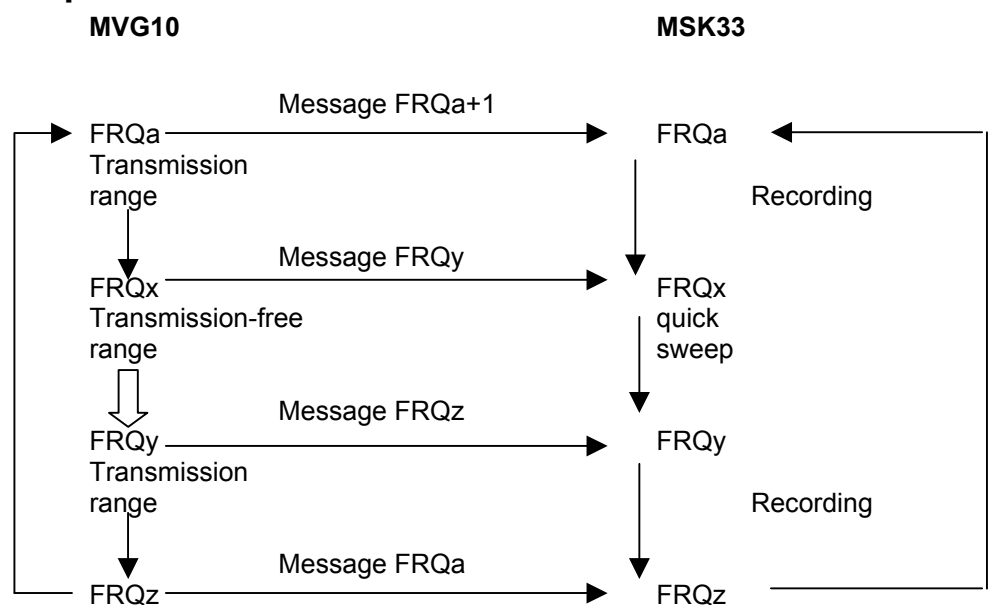 MVG10 MSK33
Message FRQa+1
FRQa FRQa
Transmission
range Recording
Message FRQy
FRQx FRQx
Transmission-free quick
range sweep
Message FRQz
FRQy FRQy
Transmission
range Recording
Message FRQa
FRQz FRQz